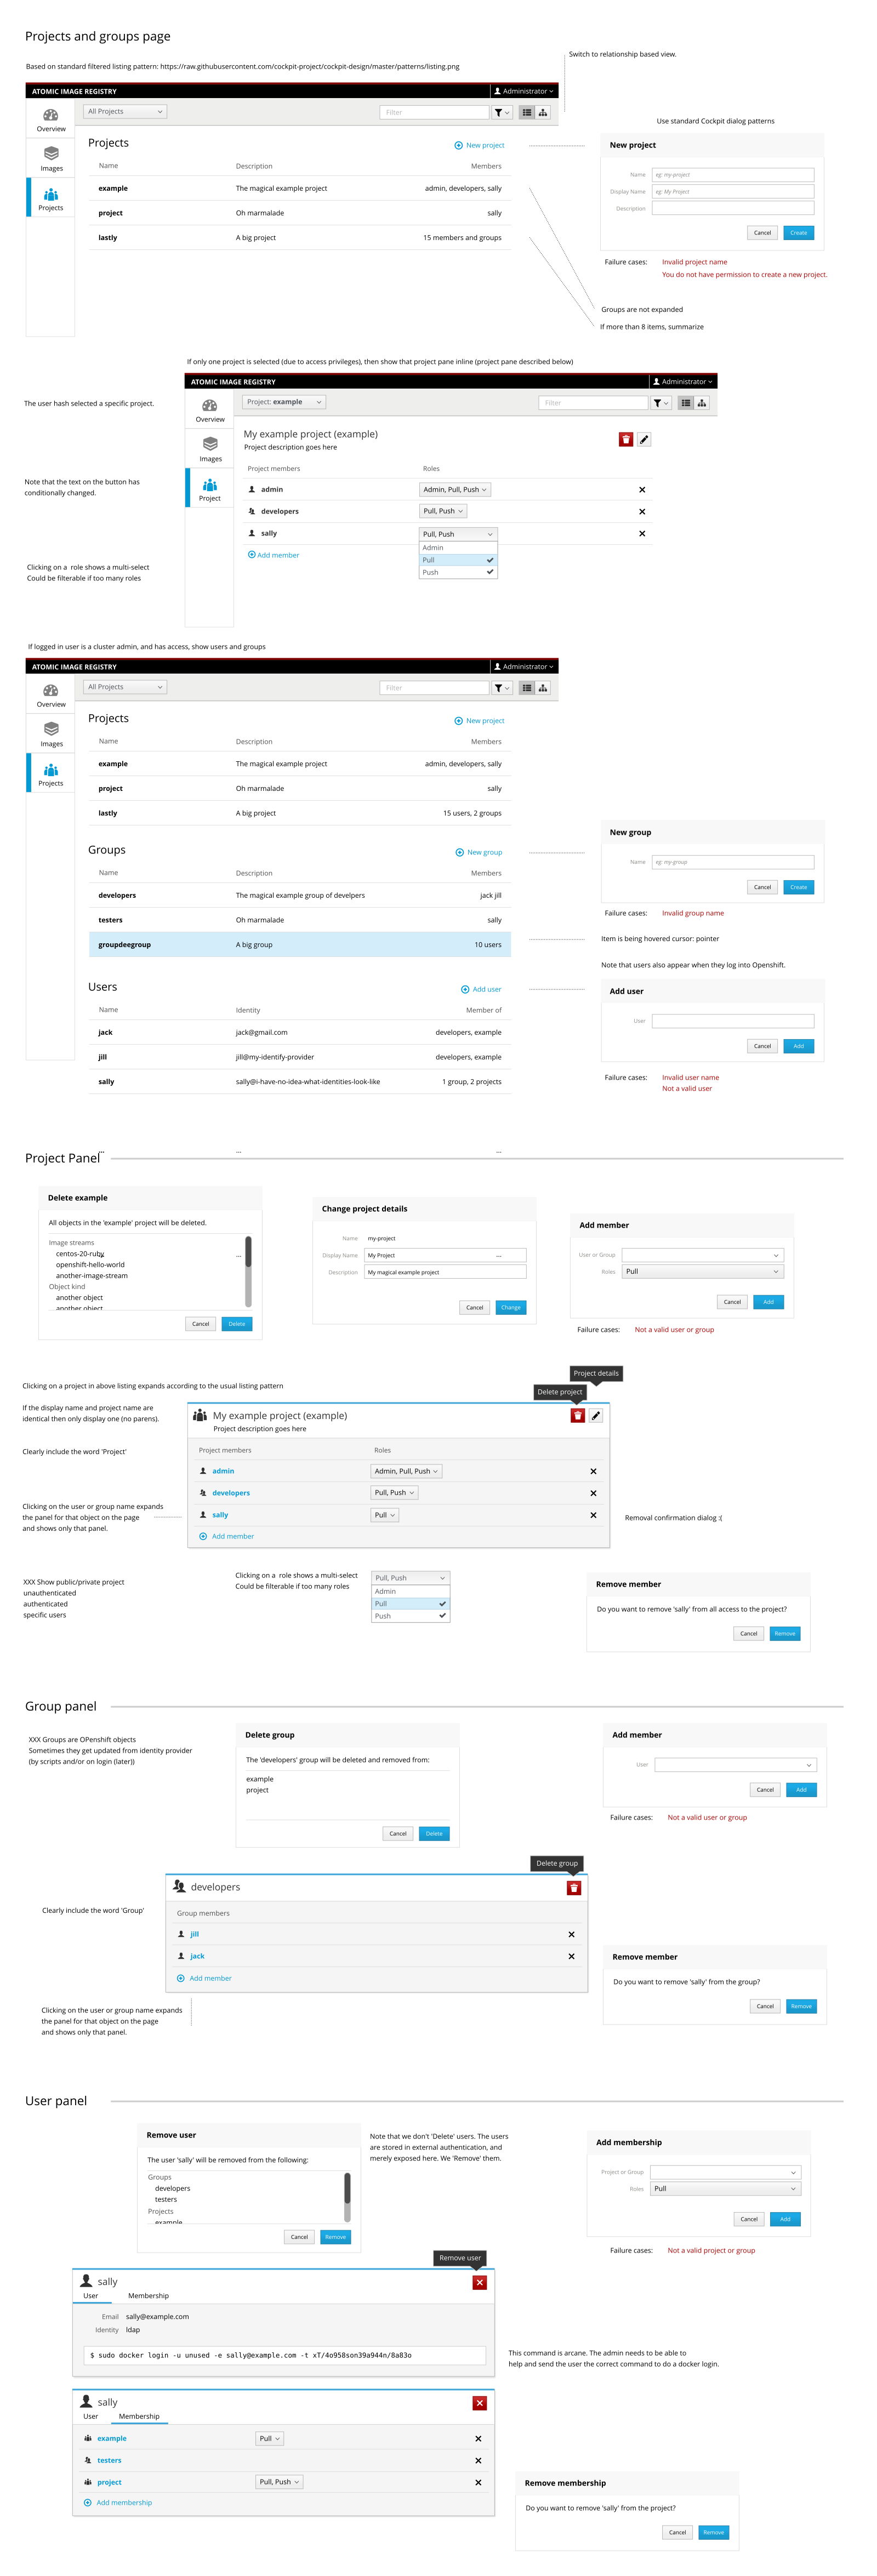 Projects and groups page
Switch to relationship based view.
Based on standard filtered listing pattern: https://raw.githubusercontent.com/cockpit-project/cockpit-design/master/patterns/listing.png
ATOMIC IMAGE REGISTRY
Administrator
All Projects
Filter
Overview
Images
Projects
Projects
New project
Name Description Members
example The magical example project admin, developers, sally
project Oh marmalade sally
lastly A big project 15 members and groups
Use standard Cockpit dialog patterns
New project
Name eg: my-project
Display Name eg: My Project
Description
Cancel Create
Failure cases: Invalid project name
You do not have permission to create a new project.
Groups are not expanded
If more than 8 items, summarize
If only one project is selected (due to access privileges), then show that project pane inline (project pane described below)
The user hash selected a specific project.
Note that the text on the button has
conditionally changed.
Clicking on a role shows a multi-select
Could be filterable if too many roles
ATOMIC IMAGE REGISTRY
Administrator
Project: example
Filter
Overview
Images
Project
My example project (example)
Project description goes here
Project members Roles
admin Admin, Pull, Push
developers Pull, Push
sally Pull, Push
Admin
Pull
Push
Add member
If logged in user is a cluster admin, and has access, show users and groups
ATOMIC IMAGE REGISTRY
Administrator
All Projects
Filter
Overview
Images
Projects
Projects
New project
Name Description Members
example The magical example project admin, developers, sally
project Oh marmalade sally
lastly A big project 15 users, 2 groups
Groups
New group
Name Description Members
developers The magical example group of develpers jack jill
testers Oh marmalade sally
groupdeegroup A big group 10 users
Users
Add user
Name Identity Member of
jack jack@gmail.com developers, example
jill jill@my-identify-provider developers, example
sally sally@i-have-no-idea-what-identities-look-like 1 group, 2 projects
... ... ...
New group
Name eg: my-group
Cancel Create
Failure cases: Invalid group name
Item is being hovered cursor: pointer
Note that users also appear when they log into Openshift.
Add user
User
Cancel Add
Failure cases: Invalid user name
Not a valid user
Project Panel
Delete example
All objects in the 'example' project will be deleted.
Image streams
centos-20-ruby
openshift-hello-world
another-image-stream
Object kind
another object
another object
Cancel Delete
... ... ...
Change project details
Name my-project
Display Name My Project
Description My magical example project
Cancel Change
Add member
User or Group
Roles Pull
Cancel Add
Failure cases: Not a valid user or group
Clicking on a project in above listing expands according to the usual listing pattern
If the display name and project name are
identical then only display one (no parens).
Clearly include the word 'Project'
Clicking on the user or group name expands
the panel for that object on the page
and shows only that panel.
Project details
Delete project
My example project (example)
Project description goes here
Project members Roles
admin Admin, Pull, Push
developers Pull, Push
sally Pull
Add member
Removal confirmation dialog :(
XXX Show public/private project
unauthenticated
authenticated
specific users
Clicking on a role shows a multi-select
Could be filterable if too many roles
Pull, Push
Admin
Pull
Push
Remove member
Do you want to remove 'sally' from all access to the project?
Cancel Remove
Group panel
XXX Groups are OPenshift objects
Sometimes they get updated from identity provider
(by scripts and/or on login (later))
Delete group
The 'developers' group will be deleted and removed from:
example
project
Cancel Delete
Add member
User
Cancel Add
Failure cases: Not a valid user or group
Delete group
Clearly include the word 'Group'
developers
Group members
jill
jack
Add member
Clicking on the user or group name expands
the panel for that object on the page
and shows only that panel.
Remove member
Do you want to remove 'sally' from the group?
Cancel Remove
User panel
Remove user
The user 'sally' will be removed from the following:
Groups
developers
testers
Projects
example
Cancel Remove
Note that we don't 'Delete' users. The users
are stored in external authentication, and
merely exposed here. We 'Remove' them.
Add membership
Project or Group
Roles Pull
Cancel Add
Failure cases: Not a valid project or group
Remove user
sally
User Membership
Email sally@example.com
Identity ldap
$ sudo docker login -u unused -e sally@example.com -t xT/4o958son39a944n/8a83o
This command is arcane. The admin needs to be able to
help and send the user the correct command to do a docker login.
sally
User Membership
example Pull
testers
project Pull, Push
Add membership
Remove membership
Do you want to remove 'sally' from the project?
Cancel Remove